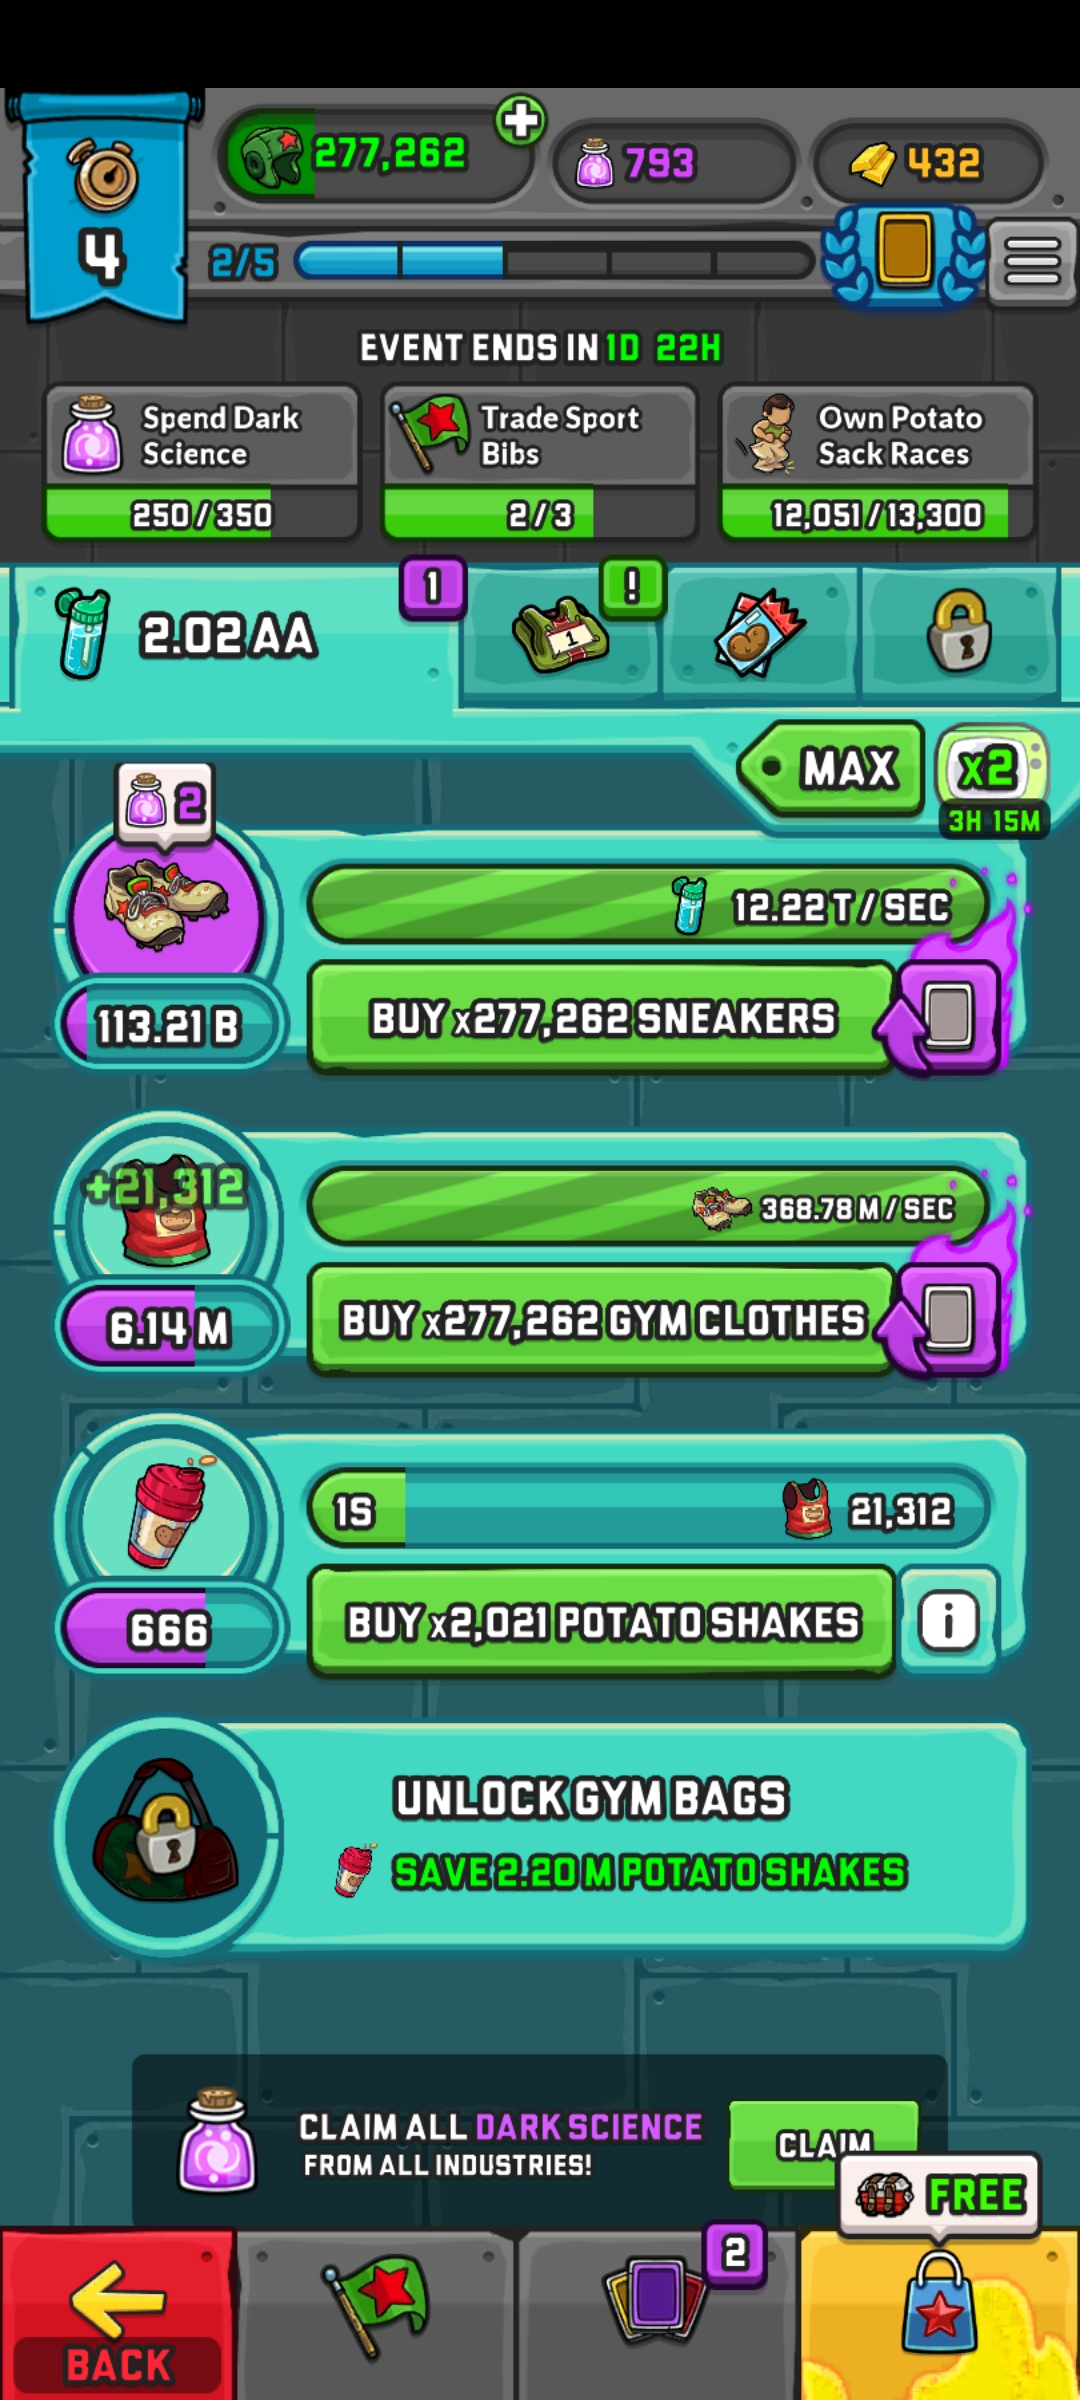 4
277,262
793
432
2/5
EVENT ENDS IN 1D 22H
Spend Dark
Science
250/350
Trade Sport
Bibs
2/3
Own Potato
Sack Races
12,051/13,300
2.02 AA
1
1
!
MAX
x2
3H 15M
2
12.22 T / SEC
113.21 B
BUY x277,262 SNEAKERS
+21,312
368.78 M / SEC
6.14 M
BUY x277,262 GYM CLOTHES
1S
21,312
666
BUY x2,021 POTATO SHAKES
i
UNLOCK GYM BAGS
SAVE 2.20 M POTATO SHAKES
CLAIM ALL DARK SCIENCE
FROM ALL INDUSTRIES!
CLAIM
FREE
2
BACK